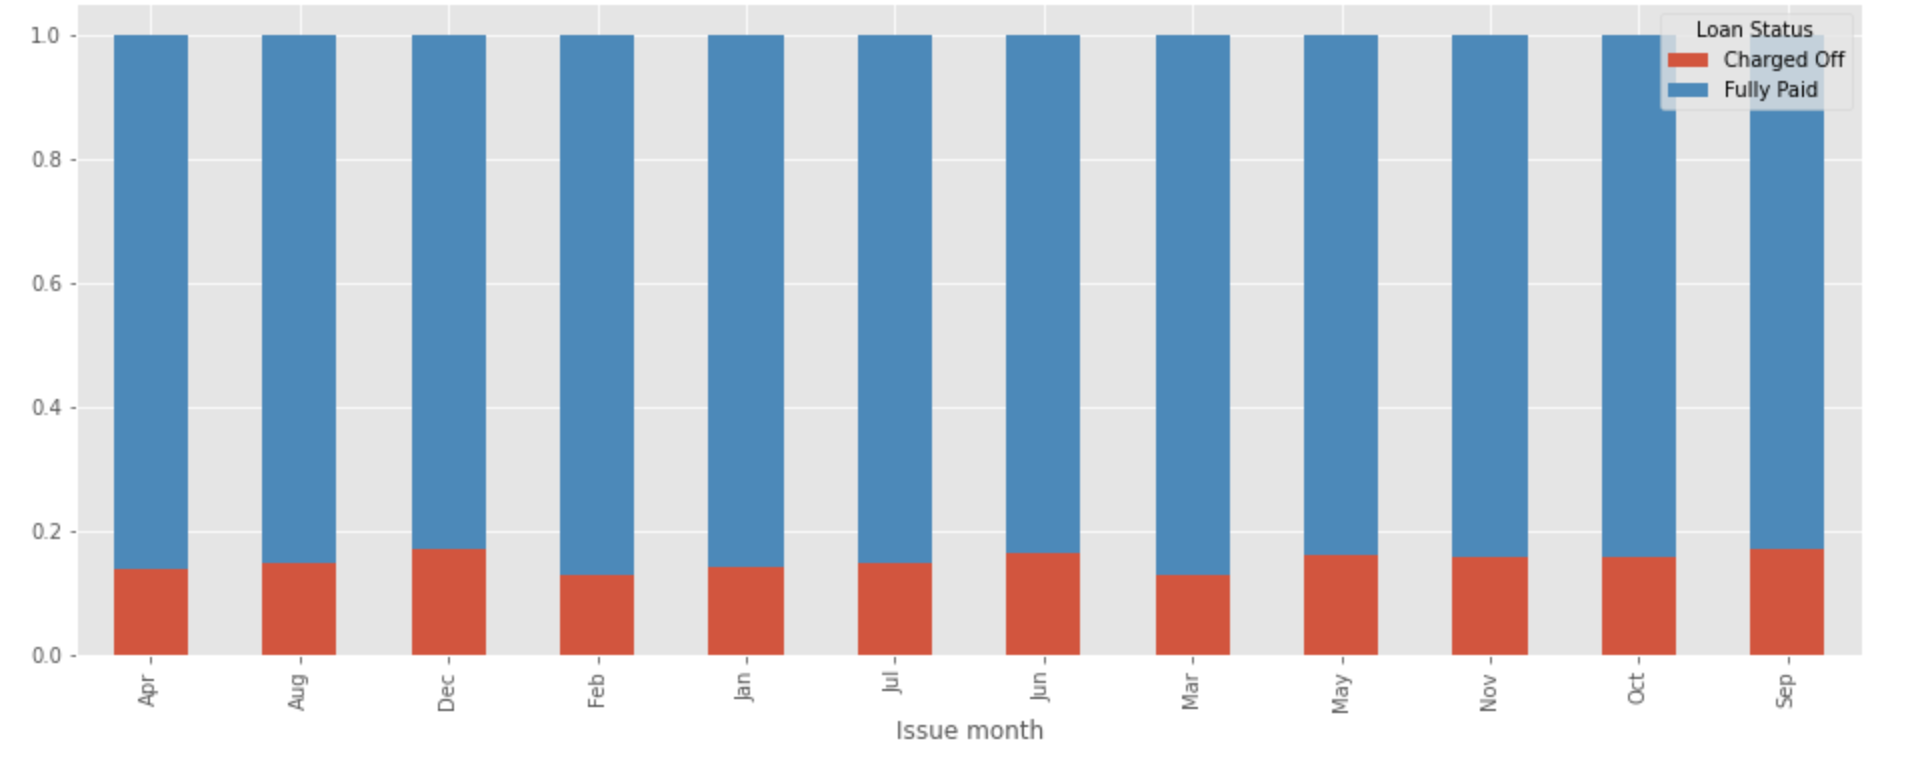 1.0
0.8
0.6
0.4
0.2
0.0
Loan Status
Charged Off
Fully Paid
Apr
Aug
Dec
Feb
Jan
Jul
Jun
Mar
May
Nov
Oct
Sep
Issue month